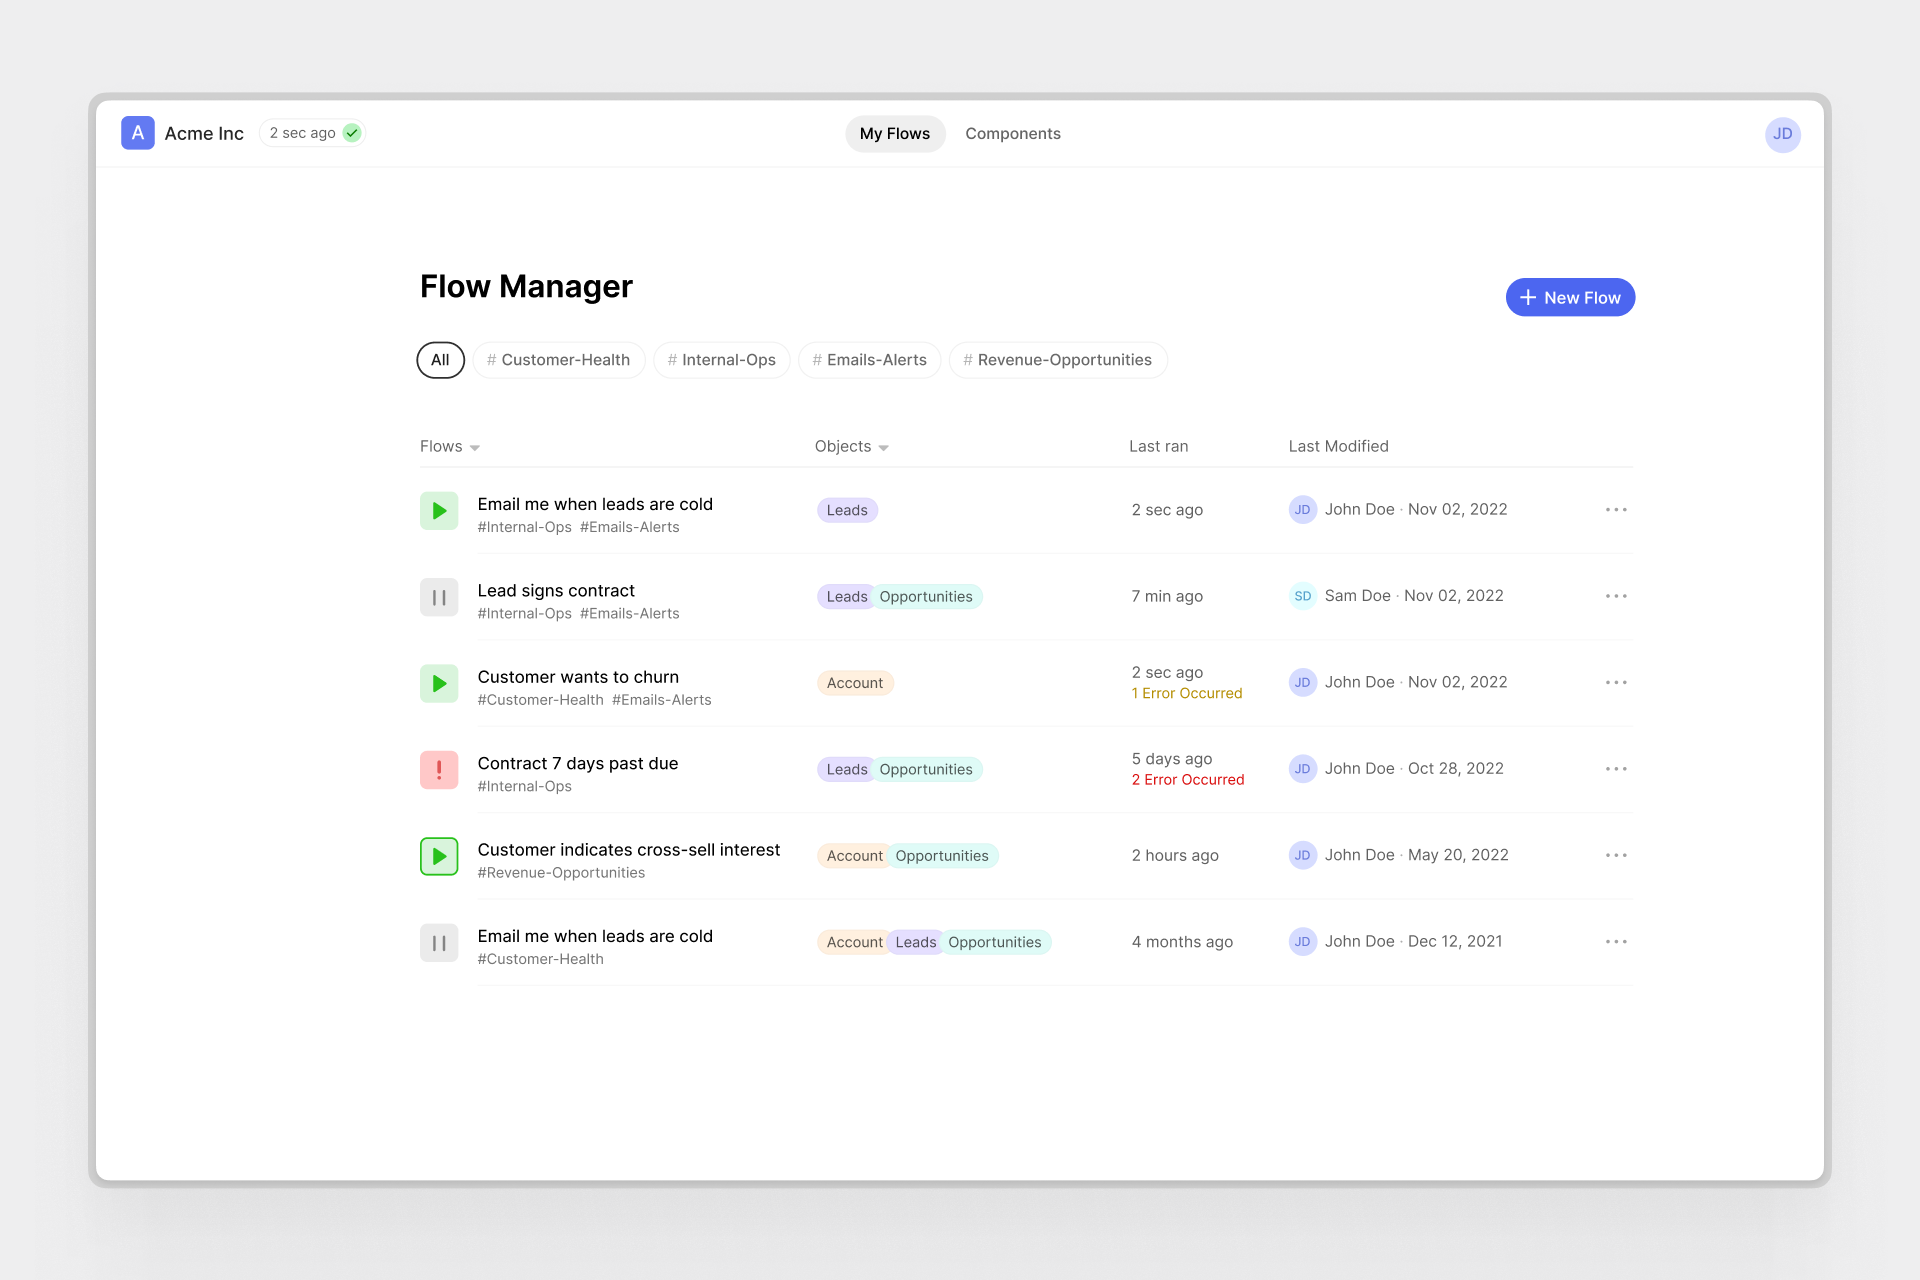 A Acme Inc 2 sec ago My Flows Components JD
Flow Manager
+ New Flow
All # Customer-Health # Internal-Ops # Emails-Alerts # Revenue-Opportunities
Flows Objects Last ran Last Modified
Email me when leads are cold
#Internal-Ops #Emails-Alerts
Leads
2 sec ago
JD John Doe · Nov 02, 2022
Lead signs contract
#Internal-Ops #Emails-Alerts
Leads Opportunities
7 min ago
SD Sam Doe · Nov 02, 2022
Customer wants to churn
#Customer-Health #Emails-Alerts
Account
2 sec ago
1 Error Occurred
JD John Doe · Nov 02, 2022
Contract 7 days past due
#Internal-Ops
Leads Opportunities
5 days ago
2 Error Occurred
JD John Doe · Oct 28, 2022
Customer indicates cross-sell interest
#Revenue-Opportunities
Account Opportunities
2 hours ago
JD John Doe · May 20, 2022
Email me when leads are cold
#Customer-Health
Account Leads Opportunities
4 months ago
JD John Doe · Dec 12, 2021